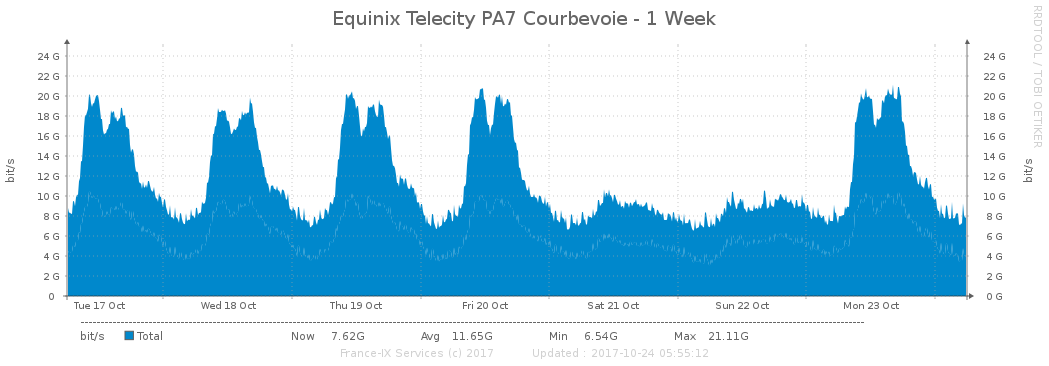 Equinix Telecity PA7 Courbevoie - 1 Week
RRDTOOL / TOBI OETIKER
bit/s
24 G 24 G
22 G 22 G
20 G 20 G
18 G 18 G
16 G 16 G
14 G 14 G
12 G 12 G
10 G 10 G
8 G 8 G
6 G 6 G
4 G 4 G
2 G 2 G
0 0 G
bit/s
Tue 17 Oct Wed 18 Oct Thu 19 Oct Fri 20 Oct Sat 21 Oct Sun 22 Oct Mon 23 Oct
bit/s Total Now 7.62G Avg 11.65G Min 6.54G Max 21.11G
France-IX Services (c) 2017 Updated : 2017-10-24 05:55:12